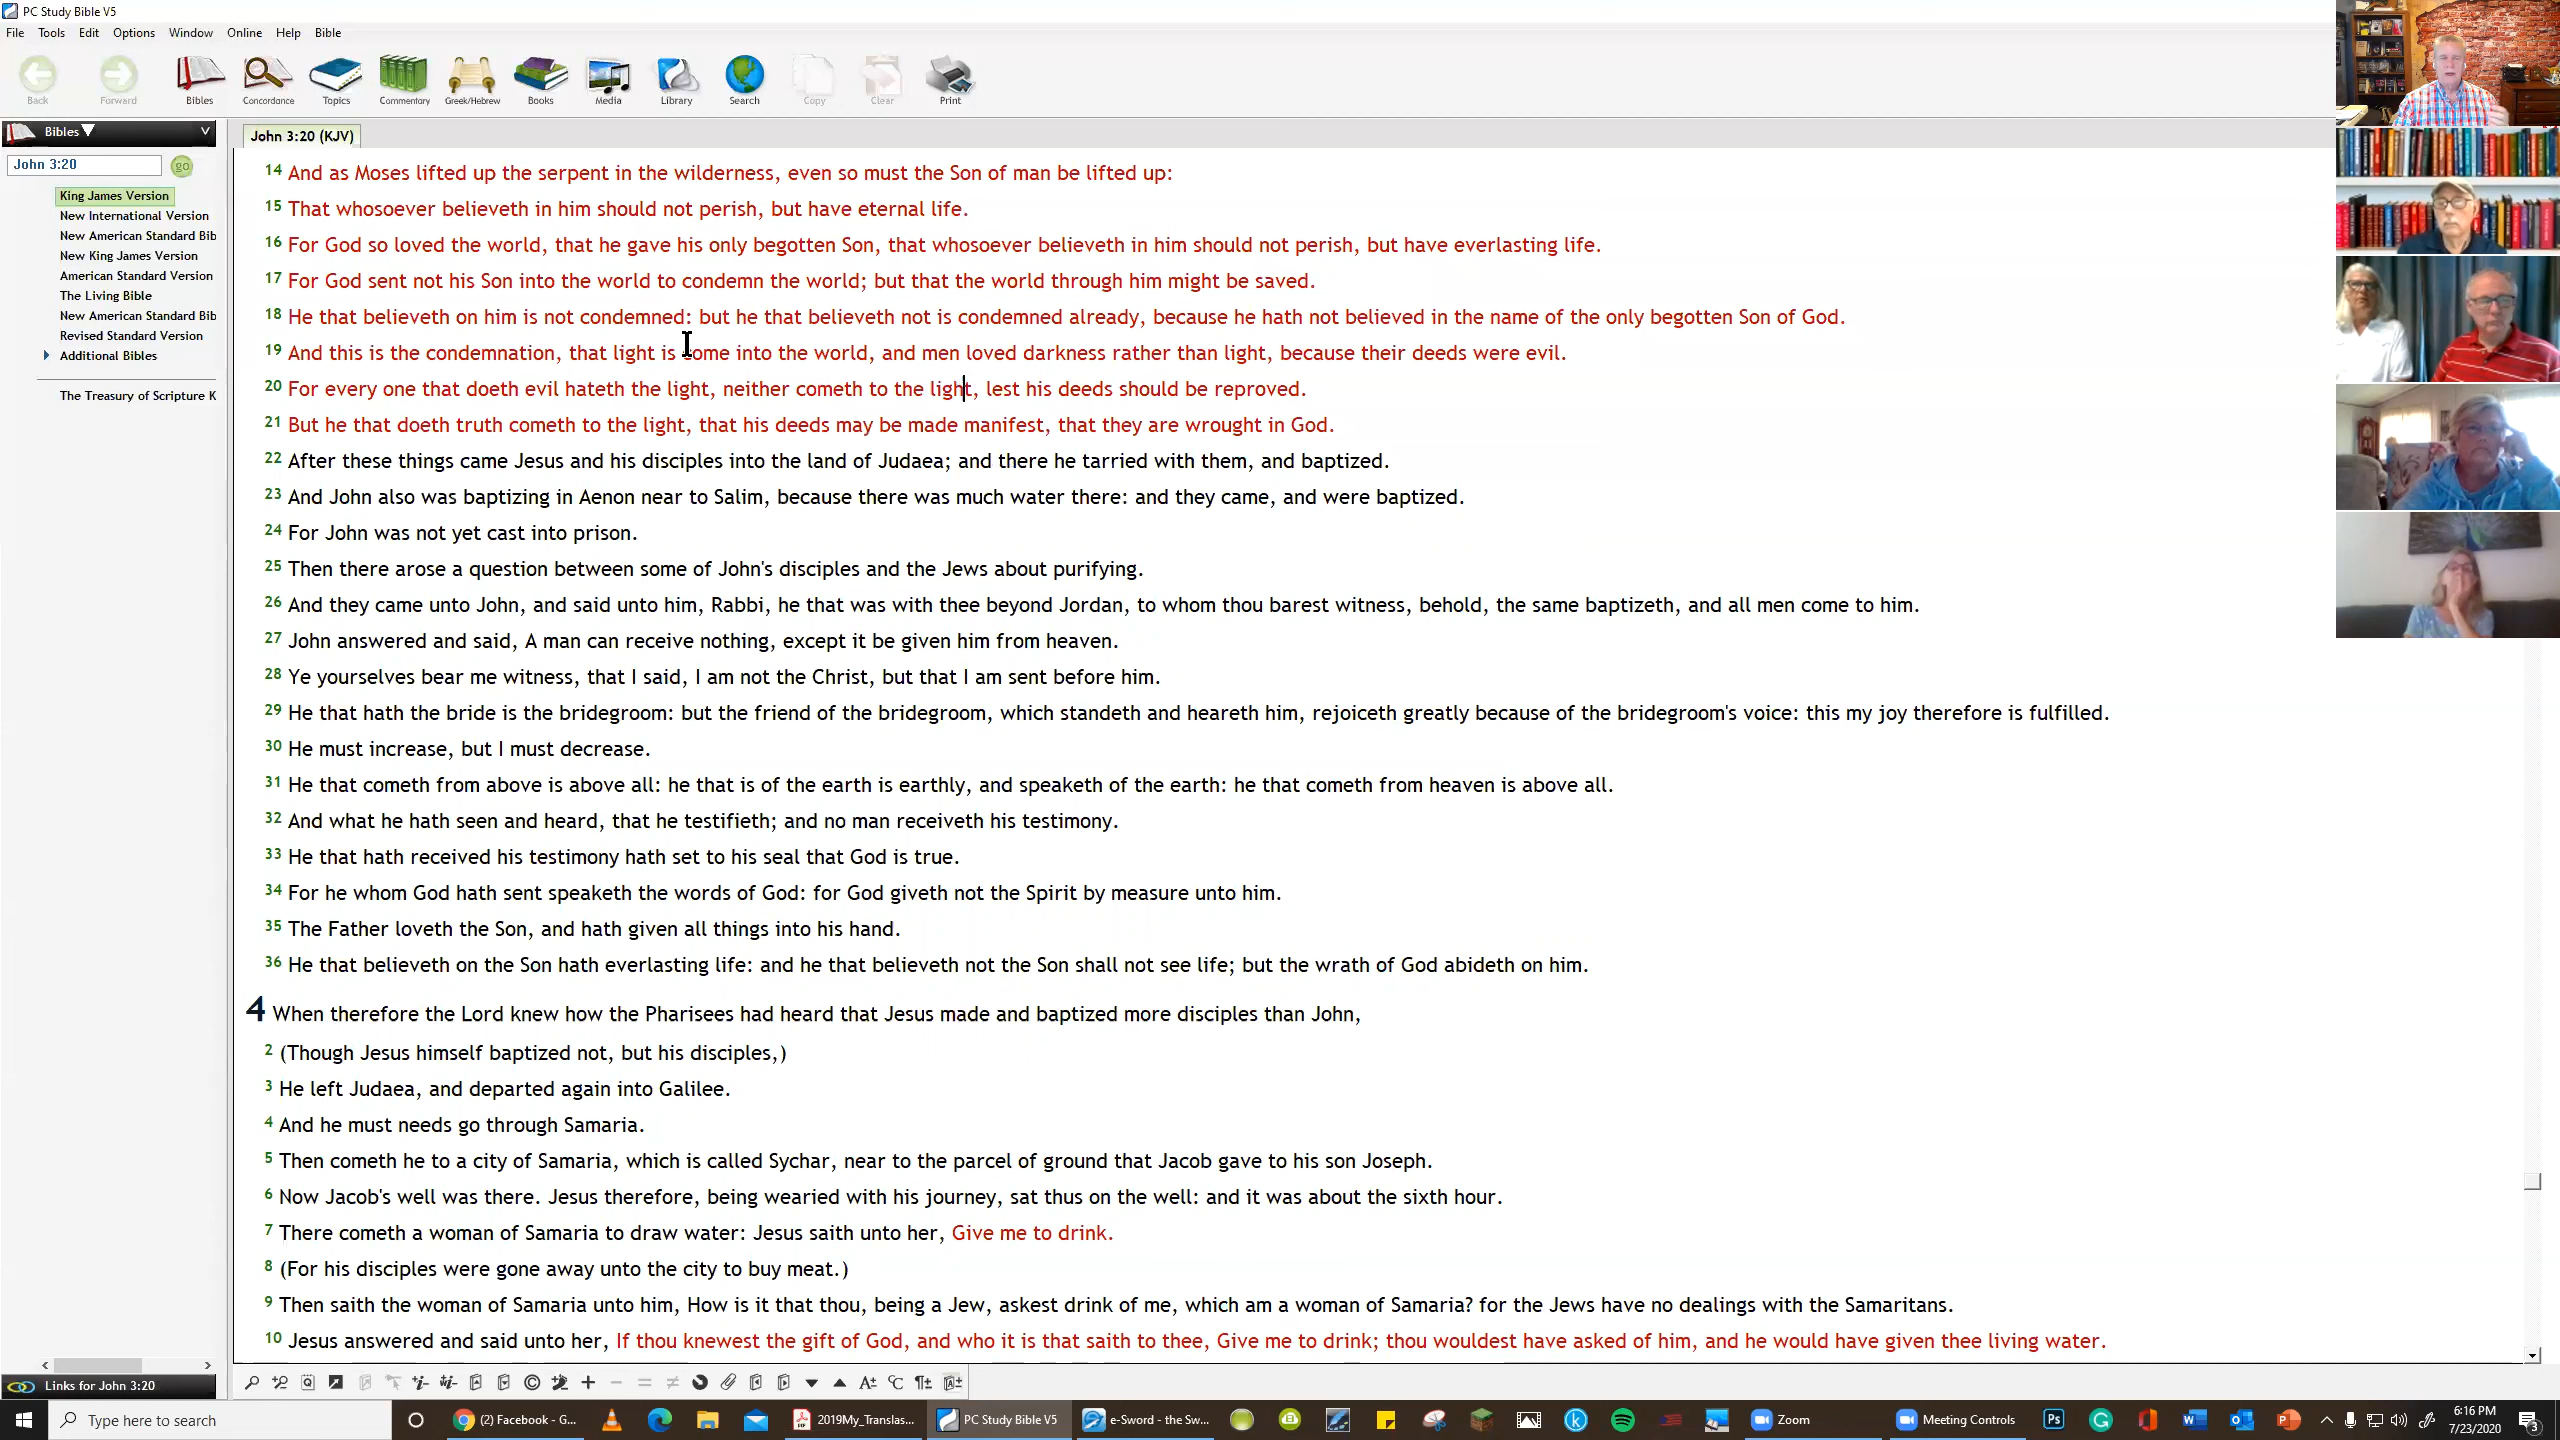 PC Study Bible V5
File Tools Edit Options Window Online Help Bible
Back Forward Bibles Concordance Topics Commentary Greek/Hebrew Books Media Library Search Copy Clear Print
Bibles
John 3:20 go
King James Version
New International Version
New American Standard Bib
New King James Version
American Standard Version
The Living Bible
New American Standard Bib
Revised Standard Version
Additional Bibles
The Treasury of Scripture K
Links for John 3:20
John 3:20 (KJV)
14 And as Moses lifted up the serpent in the wilderness, even so must the Son of man be lifted up:
15 That whosoever believeth in him should not perish, but have eternal life.
16 For God so loved the world, that he gave his only begotten Son, that whosoever believeth in him should not perish, but have everlasting life.
17 For God sent not his Son into the world to condemn the world; but that the world through him might be saved.
18 He that believeth on him is not condemned: but he that believeth not is condemned already, because he hath not believed in the name of the only begotten Son of God.
19 And this is the condemnation, that light is come into the world, and men loved darkness rather than light, because their deeds were evil.
20 For every one that doeth evil hateth the light, neither cometh to the light, lest his deeds should be reproved.
21 But he that doeth truth cometh to the light, that his deeds may be made manifest, that they are wrought in God.
22 After these things came Jesus and his disciples into the land of Judaea; and there he tarried with them, and baptized.
23 And John also was baptizing in Aenon near to Salim, because there was much water there: and they came, and were baptized.
24 For John was not yet cast into prison.
25 Then there arose a question between some of John's disciples and the Jews about purifying.
26 And they came unto John, and said unto him, Rabbi, he that was with thee beyond Jordan, to whom thou barest witness, behold, the same baptizeth, and all men come to him.
27 John answered and said, A man can receive nothing, except it be given him from heaven.
28 Ye yourselves bear me witness, that I said, I am not the Christ, but that I am sent before him.
29 He that hath the bride is the bridegroom: but the friend of the bridegroom, which standeth and heareth him, rejoiceth greatly because of the bridegroom's voice: this my joy therefore is fulfilled.
30 He must increase, but I must decrease.
31 He that cometh from above is above all: he that is of the earth is earthly, and speaketh of the earth: he that cometh from heaven is above all.
32 And what he hath seen and heard, that he testifieth; and no man receiveth his testimony.
33 He that hath received his testimony hath set to his seal that God is true.
34 For he whom God hath sent speaketh the words of God: for God giveth not the Spirit by measure unto him.
35 The Father loveth the Son, and hath given all things into his hand.
36 He that believeth on the Son hath everlasting life: and he that believeth not the Son shall not see life; but the wrath of God abideth on him.
4 When therefore the Lord knew how the Pharisees had heard that Jesus made and baptized more disciples than John,
2 (Though Jesus himself baptized not, but his disciples,)
3 He left Judaea, and departed again into Galilee.
4 And he must needs go through Samaria.
5 Then cometh he to a city of Samaria, which is called Sychar, near to the parcel of ground that Jacob gave to his son Joseph.
6 Now Jacob's well was there. Jesus therefore, being wearied with his journey, sat thus on the well: and it was about the sixth hour.
7 There cometh a woman of Samaria to draw water: Jesus saith unto her, Give me to drink.
8 (For his disciples were gone away unto the city to buy meat.)
9 Then saith the woman of Samaria unto him, How is it that thou, being a Jew, askest drink of me, which am a woman of Samaria? for the Jews have no dealings with the Samaritans.
10 Jesus answered and said unto her, If thou knewest the gift of God, and who it is that saith to thee, Give me to drink; thou wouldest have asked of him, and he would have given thee living water.
Type here to search
(2) Facebook - G...
2019My_Translas...
PC Study Bible V5
e-Sword - the Sw...
Zoom
Meeting Controls
6:16 PM
7/23/2020
3